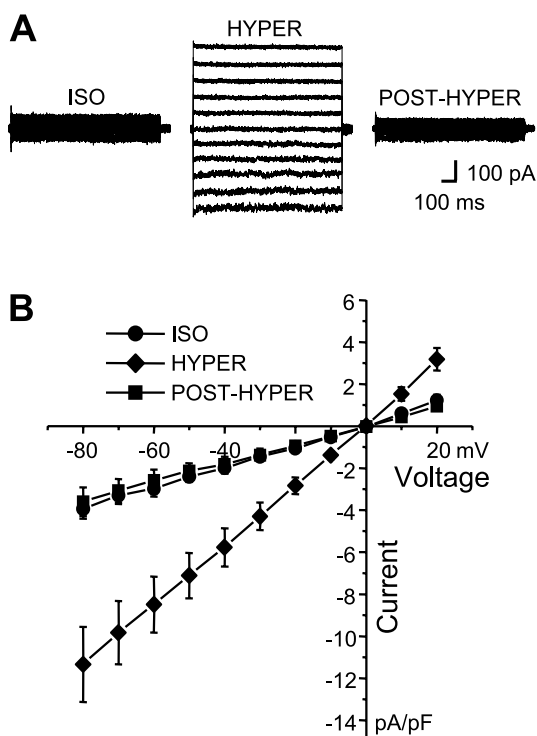 A
HYPER
ISO
POST-HYPER
100 pA
100 ms
B
ISO
HYPER
POST-HYPER
6
4
2
-80
-60
-40
-20
20 mV
Voltage
-2
-4
-6
-8
-10
-12
-14
Current
pA/pF